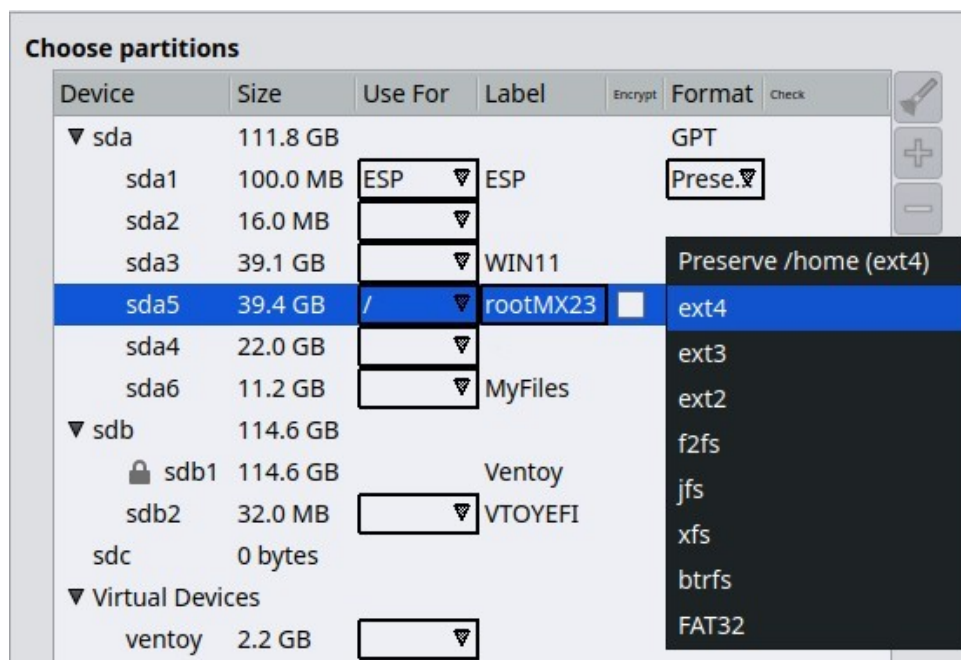 Choose partitions
Device Size Use For Label Encrypt Format Check
sda 111.8 GB GPT
sda1 100.0 MB ESP ESP Prese..
sda2 16.0 MB
sda3 39.1 GB WIN11 Preserve /home (ext4)
sda5 39.4 GB / rootMX23 ext4
sda4 22.0 GB ext3
sda6 11.2 GB MyFiles ext2
sdb 114.6 GB f2fs
sdb1 114.6 GB Ventoy jfs
sdb2 32.0 MB VTOYEFI xfs
sdc 0 bytes btrfs
Virtual Devices FAT32
ventoy 2.2 GB